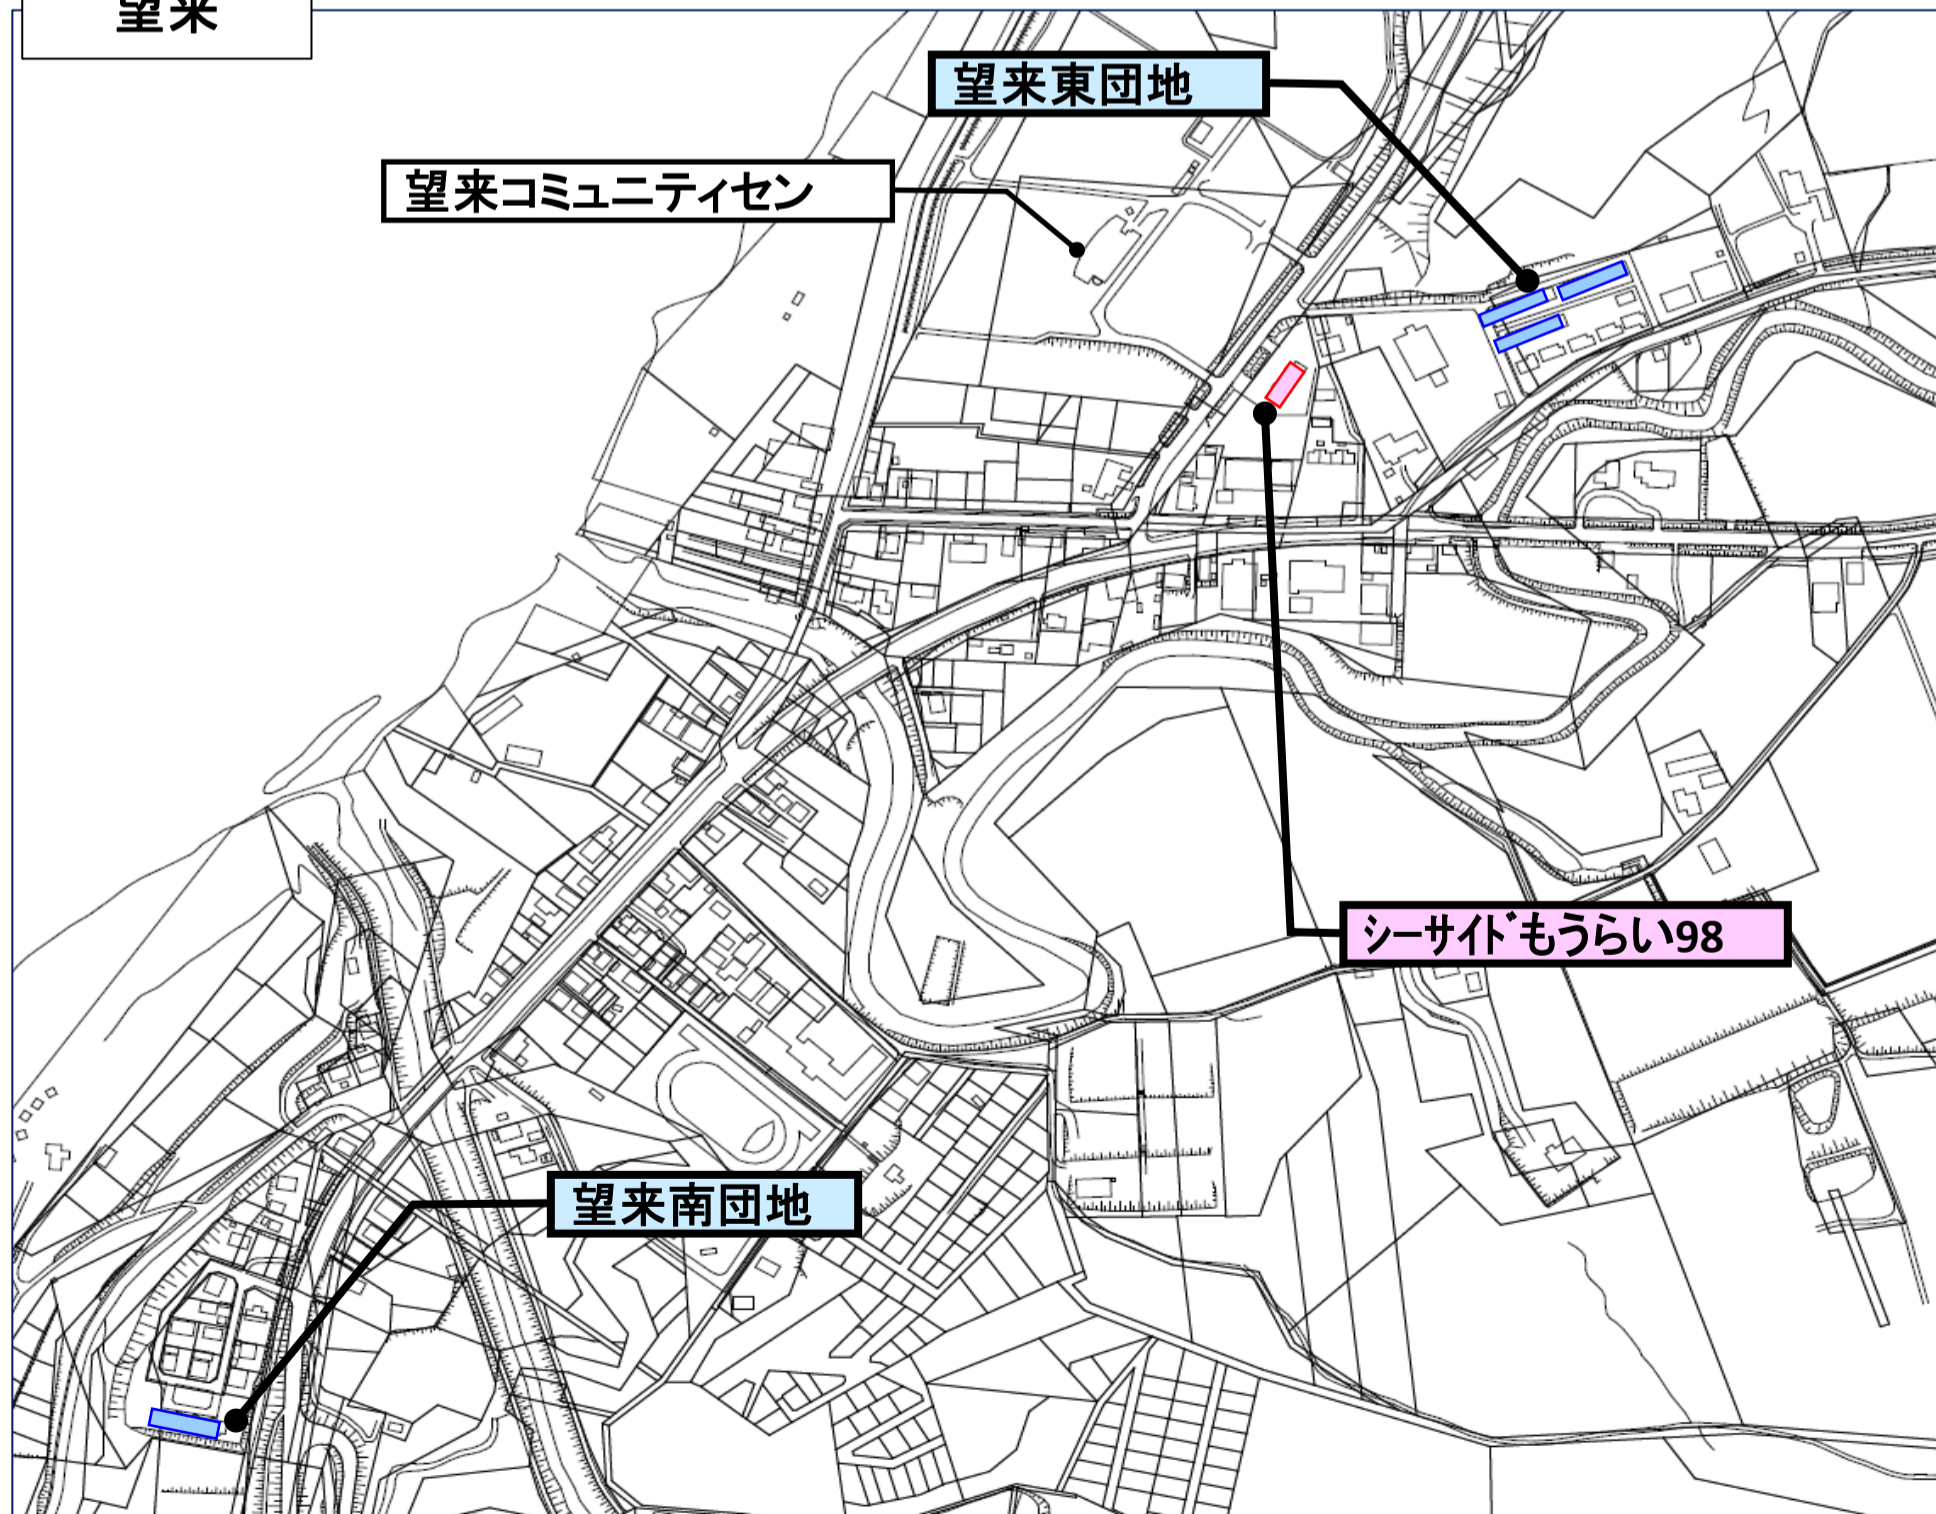 望来
望来東団地
望来コミュニティセン
シーサイドもうらい98
望来南団地